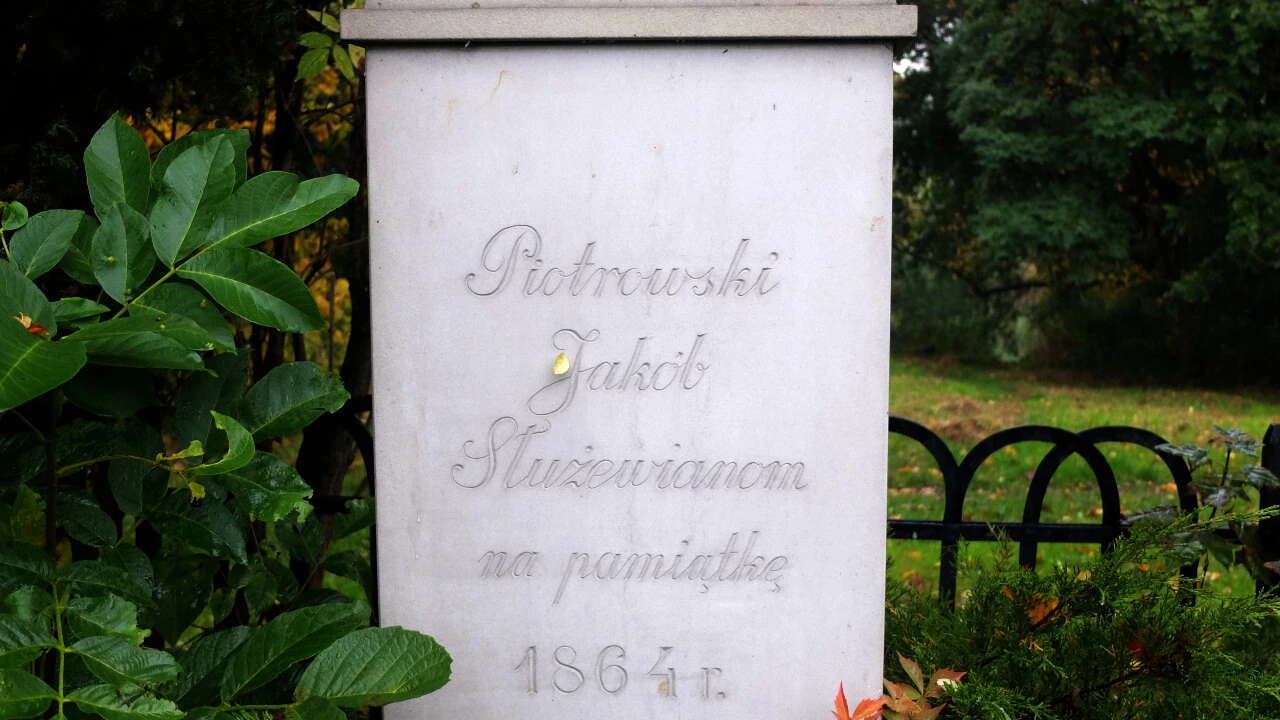 Piotrowski
Jakób
Służewianom
na pamiątkę
1864 r.